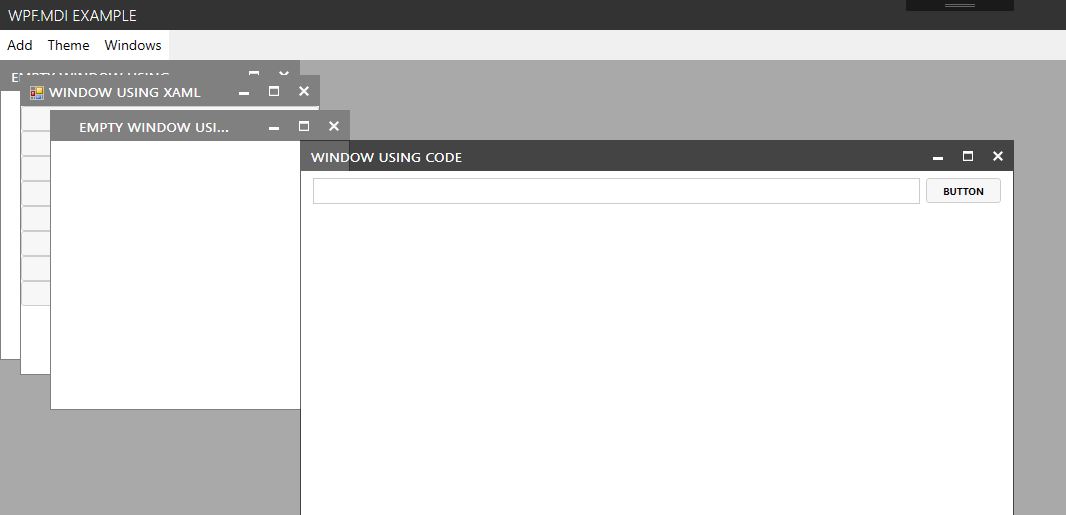 WPF.MDI EXAMPLE
Add Theme Windows
EMPTY WINDOW USING
WINDOW USING XAML
EMPTY WINDOW USI...
WINDOW USING CODE
BUTTON